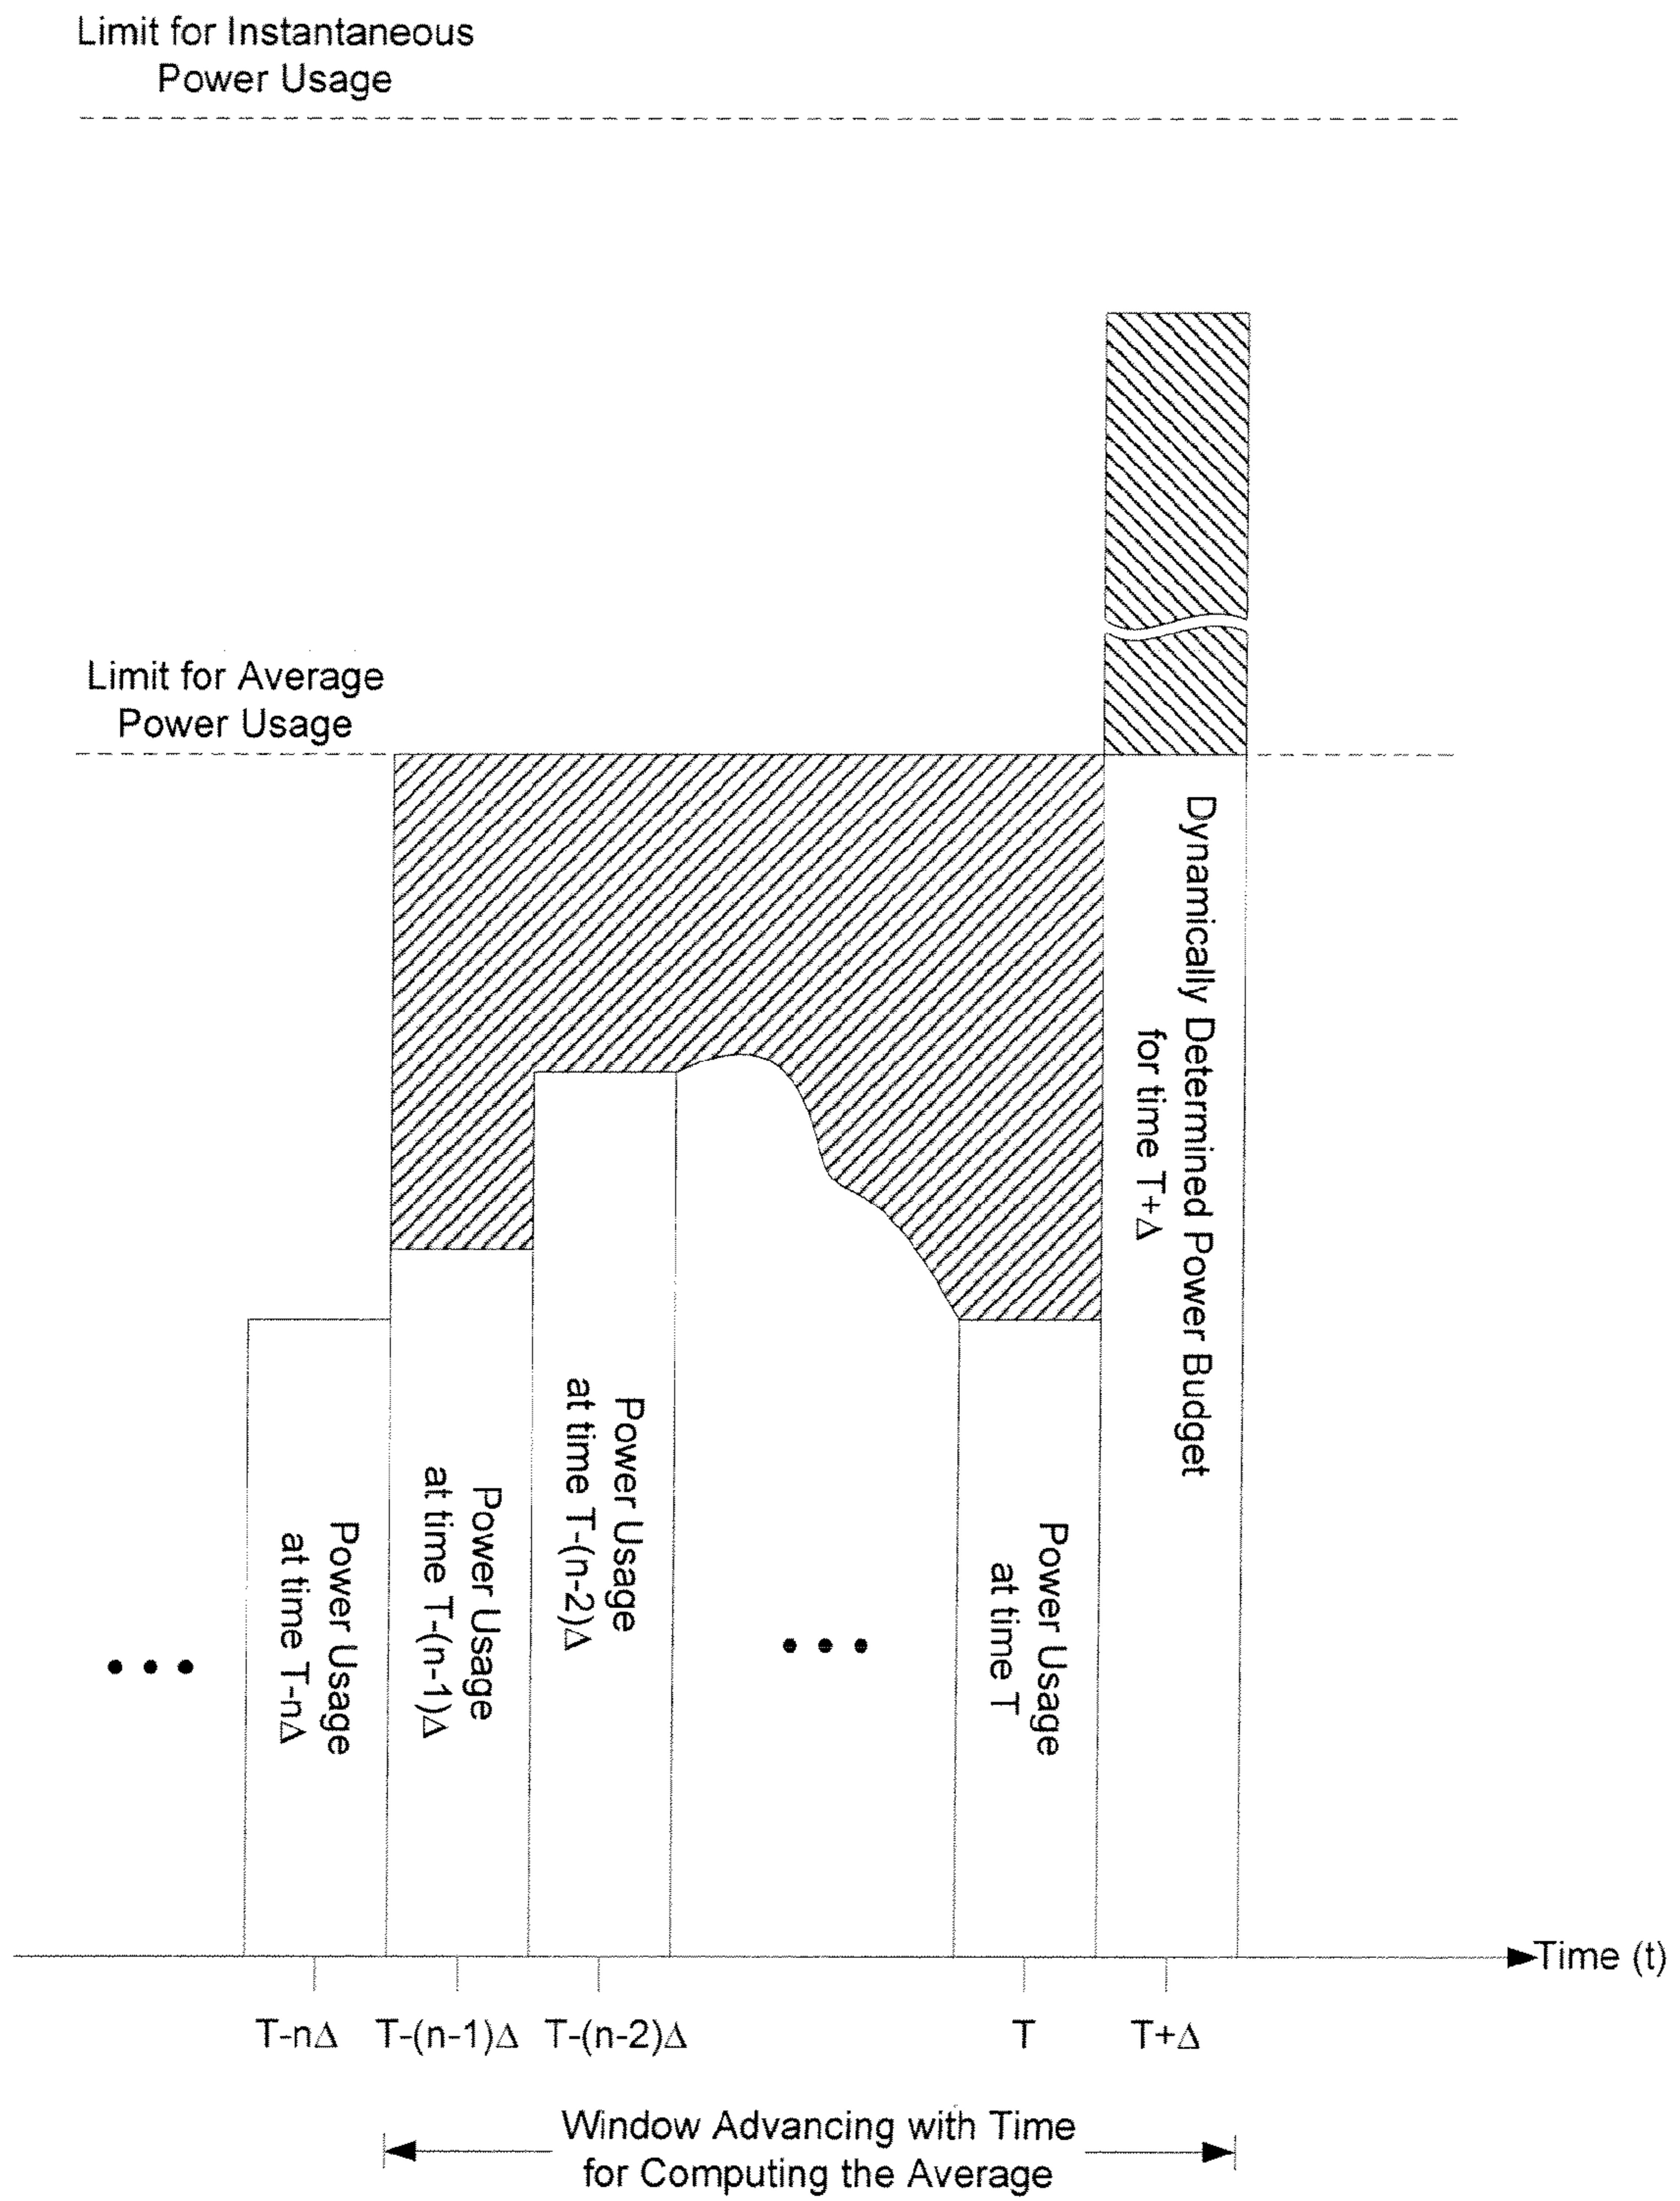 Limit for Instantaneous
Power Usage
Limit for Average
Power Usage
Dynamically Determined Power Budget
for time T+Δ
Power Usage
at time T-nΔ
Power Usage
at time T-(n-1)Δ
Power Usage
at time T-(n-2)Δ
•••
•••
Power Usage
at time T
Time (t)
T-nΔ T-(n-1)Δ T-(n-2)Δ T T+Δ
Window Advancing with Time
for Computing the Average